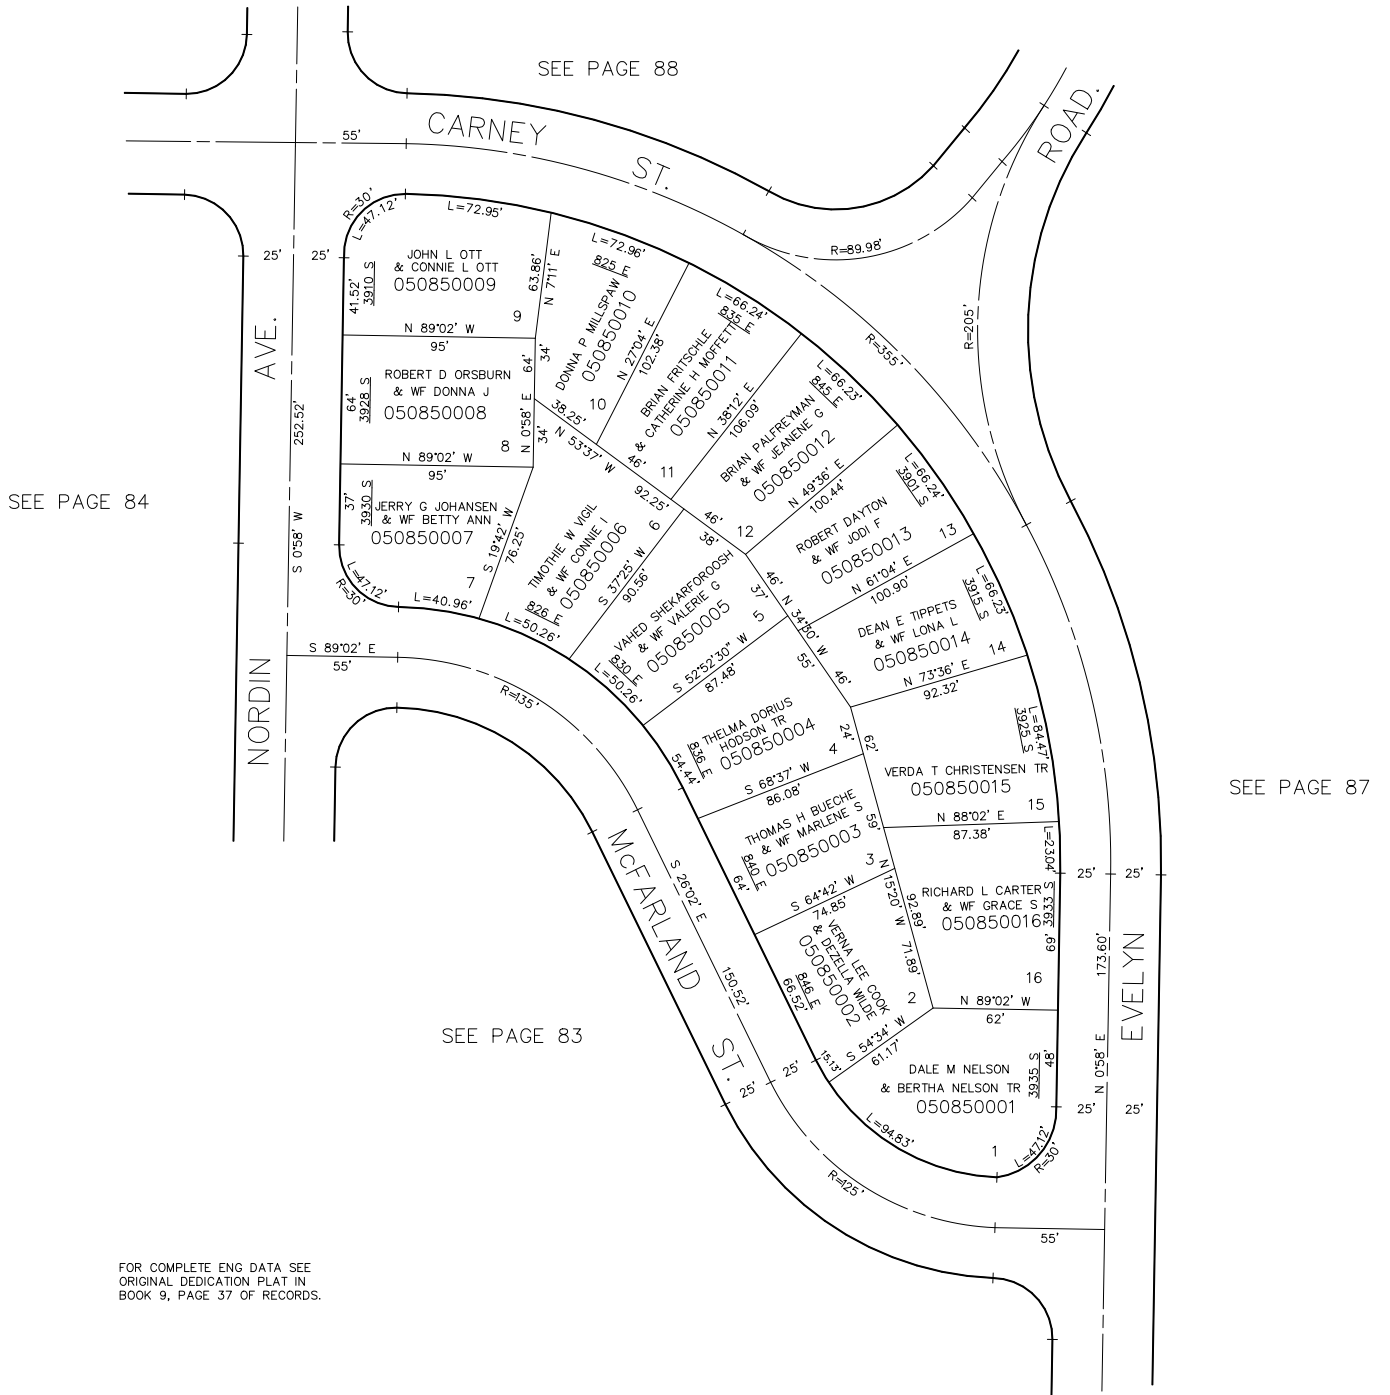 SEE PAGE 88
CARNEY
ST.
ROAD.
55'
R=30'
L=47.12'
L=72.95'
25'
25'
JOHN L OTT
& CONNIE L OTT
050850009
41.52'
3910 S
9
63.86'
N 7°11' E
N 89°02' W
95'
L=72.96'
825 E
DONNA P MILLSPAW
050850010
10
N 27°04' E
102.38'
L=66.24'
835 E
BRIAN FRITSCHLE
& CATHERINE H MOFFETT
050850011
11
N 38°12' E
106.09'
R=89.98'
R=355'
R=205'
AVE.
252.52'
S 0°58' W
ROBERT D ORSBURN
& WF DONNA J
050850008
64'
3928 S
8
64'
34'
N 0°58' E
34'
N 89°02' W
95'
38.25'
N 53°37' W
46'
92.25'
46'
L=66.23'
845 E
BRIAN PALFREYMAN
& WF JEANENE G
050850012
12
N 49°36' E
100.44'
SEE PAGE 84
37'
3930 S
JERRY G JOHANSEN
& WF BETTY ANN
050850007
7
S 19°42' W
76.25'
L=47.12'
R=30'
L=40.96'
TIMOTHIE W VIGIL
& WF CONNIE I
050850006
6
826 E
L=50.26'
S 37°25' W
90.56'
38'
VAHED SHEKARFOROOSH
& WF VALERIE G
050850005
5
830 E
L=50.26'
37'
S 52°52'30" W
87.48'
46'
N 34°30' W
55'
46'
L=66.24'
3901 S
ROBERT DAYTON
& WF JODI F
050850013
13
N 61°04' E
100.90'
L=66.23'
3915 S
DEAN E TIPPETS
& WF LONA L
050850014
14
N 73°36' E
92.32'
S 89°02' E
55'
NORDIN
R=135'
THELMA DORIUS
HODSON TR
050850004
4
836 E
54.44'
24'
62'
S 68°37' W
86.08'
L=84.47'
3925 S
VERDA T CHRISTENSEN TR
050850015
15
N 88°02' E
87.38'
SEE PAGE 87
THOMAS H BUECHE
& WF MARLENE S
050850003
3
840 E
64'
59'
S 64°42' W
74.85'
N 15°20' W
92.89'
71.89'
L=23.04'
25'
25'
RICHARD L CARTER
& WF GRACE S
050850016
3933 S
69'
16
N 89°02' W
62'
McFARLAND
ST.
S 26°02' E
150.52'
VERNA LEE COOK
& DEZELLA WILDE
050850002
2
846 E
66.52'
S 54°34' W
61.17'
15.13'
25'
25'
173.60'
EVELYN
N 0°58' E
SEE PAGE 83
DALE M NELSON
& BERTHA NELSON TR
050850001
3935 S
48'
25'
25'
1
L=94.83'
L=47.12'
R=30'
R=125'
55'
FOR COMPLETE ENG DATA SEE
ORIGINAL DEDICATION PLAT IN
BOOK 9, PAGE 37 OF RECORDS.